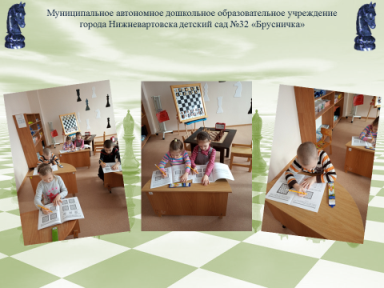 Муниципальное автономное дошкольное образовательное учреждение
города Нижневартовска детский сад №32 «Брусничка»